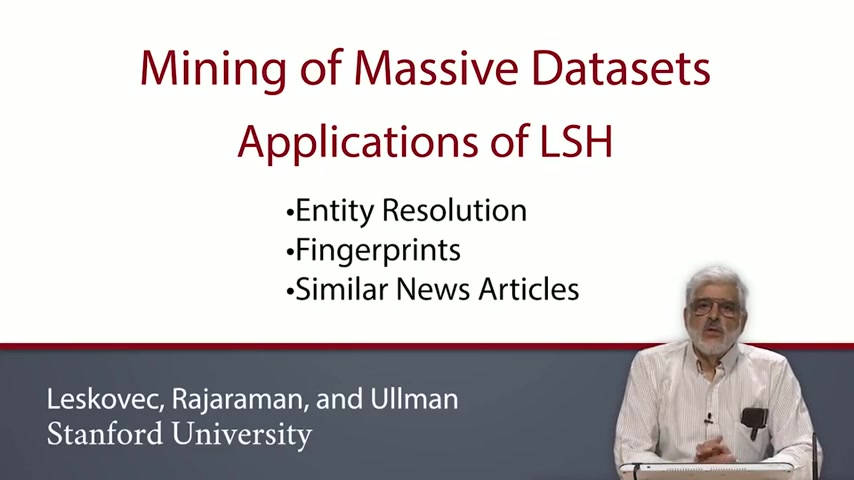 Mining of Massive Datasets
Applications of LSH
•Entity Resolution
•Fingerprints
•Similar News Articles
Leskovec, Rajaraman, and Ullman
Stanford University